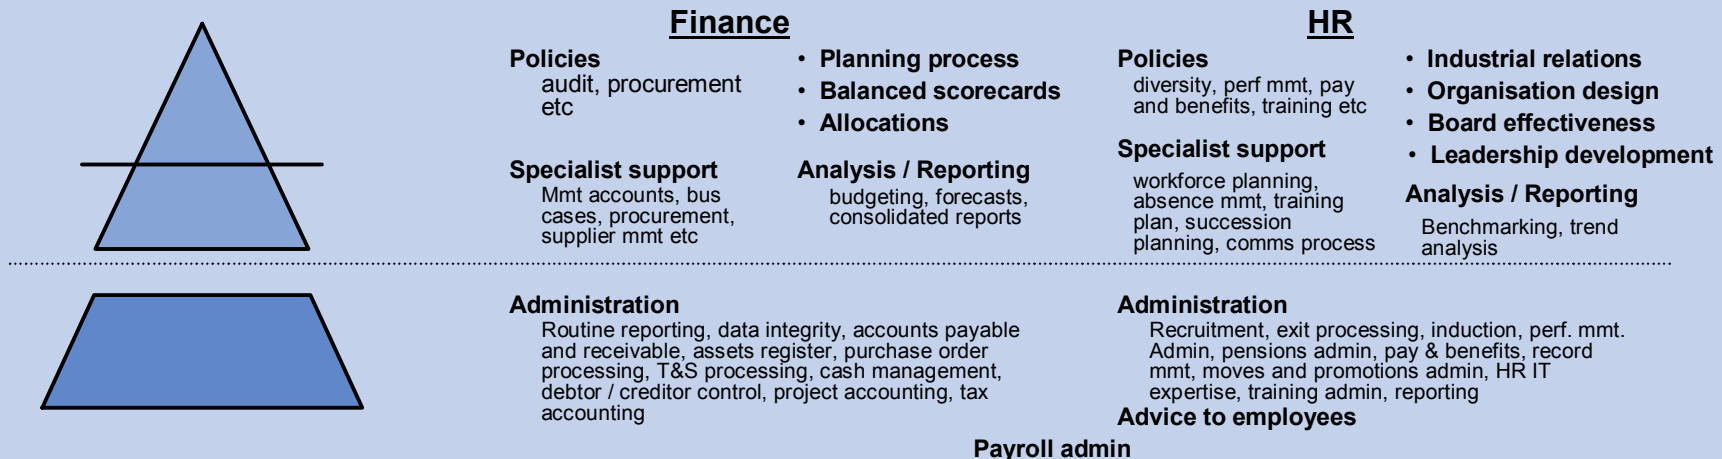 Finance
Policies
audit, procurement
etc
• Planning process
• Balanced scorecards
• Allocations
Specialist support
Mmt accounts, bus
cases, procurement,
supplier mmt etc
Analysis / Reporting
budgeting, forecasts,
consolidated reports
HR
Policies
diversity, perf mmt, pay
and benefits, training etc
• Industrial relations
• Organisation design
• Board effectiveness
• Leadership development
Specialist support
workforce planning,
absence mmt, training
plan, succession
planning, comms process
Analysis / Reporting
Benchmarking, trend
analysis
Administration
Routine reporting, data integrity, accounts payable
and receivable, assets register, purchase order
processing, T&S processing, cash management,
debtor / creditor control, project accounting, tax
accounting
Administration
Recruitment, exit processing, induction, perf. mmt.
Admin, pensions admin, pay & benefits, record
mmt, moves and promotions admin, HR IT
expertise, training admin, reporting
Advice to employees
Payroll admin